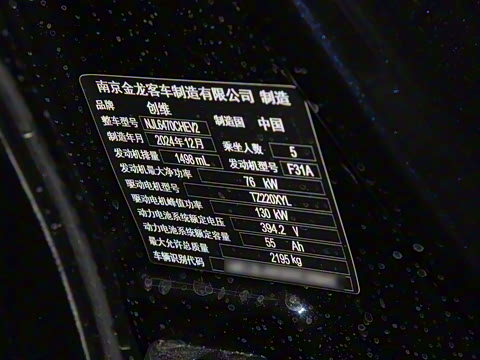 南京金龙客车制造有限公司 制造
品牌 创维
整车型号 NJL6470CHEV2 制造国 中国
制造年月 2024年12月 乘坐人数 5
发动机排量 1498 mL 发动机型号 F31A
发动机最大净功率 76 kW
驱动电机型号 TZ220XYL
驱动电机峰值功率 130 kW
动力电池系统额定电压 394.2 V
动力电池系统额定容量 55 Ah
最大允许总质量 2195 kg
车辆识别代码